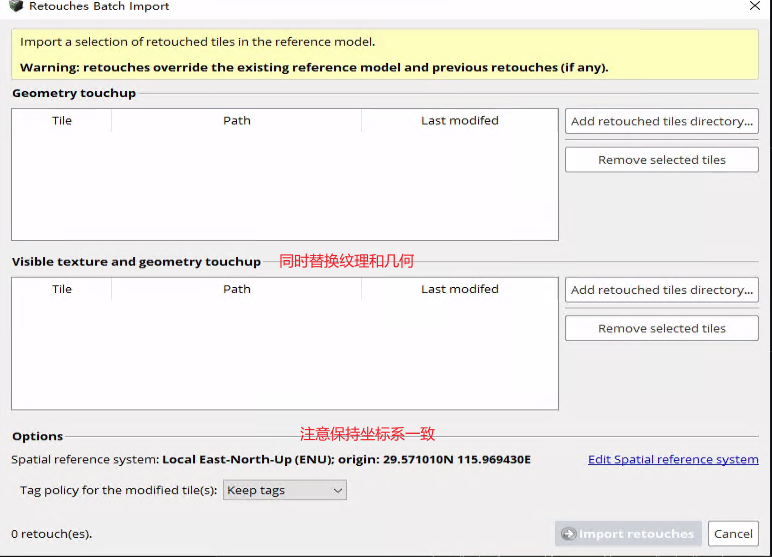 Retouches Batch Import
Import a selection of retouched tiles in the reference model.
Warning: retouches override the existing reference model and previous retouches (if any).
Geometry touchup
Tile Path Last modifed
Add retouched tiles directory...
Remove selected tiles
Visible texture and geometry touchup 同时替换纹理和几何
Tile Path Last modifed
Add retouched tiles directory...
Remove selected tiles
Options 注意保持坐标系一致
Spatial reference system: Local East-North-Up (ENU); origin: 29.571010N 115.969430E Edit Spatial reference system
Tag policy for the modified tile(s): Keep tags
0 retouch(es). Import retouches Cancel